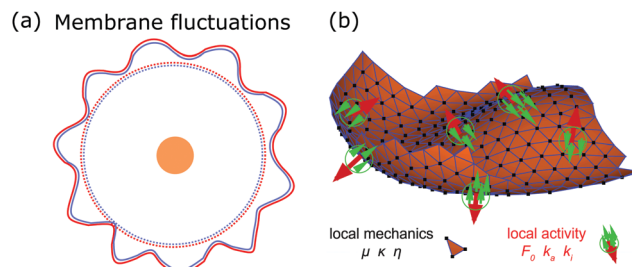 (a) Membrane fluctuations
(b)
local mechanics
μ κ η
local activity
F₀ kₐ kᵢ